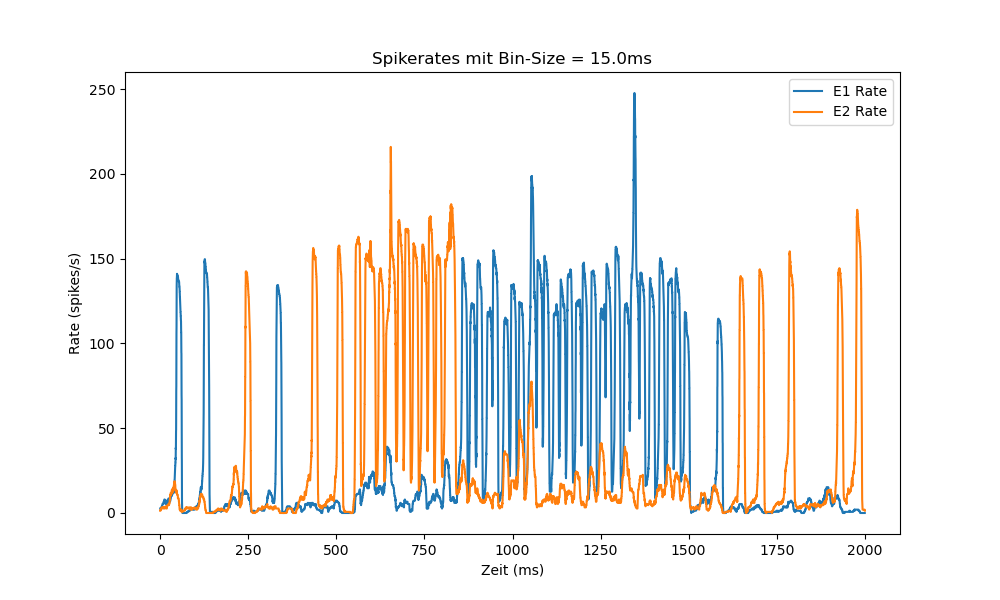 Spikerates mit Bin-Size = 15.0ms
E1 Rate
E2 Rate
250
200
150
100
50
0
Rate (spikes/s)
0 250 500 750 1000 1250 1500 1750 2000
Zeit (ms)